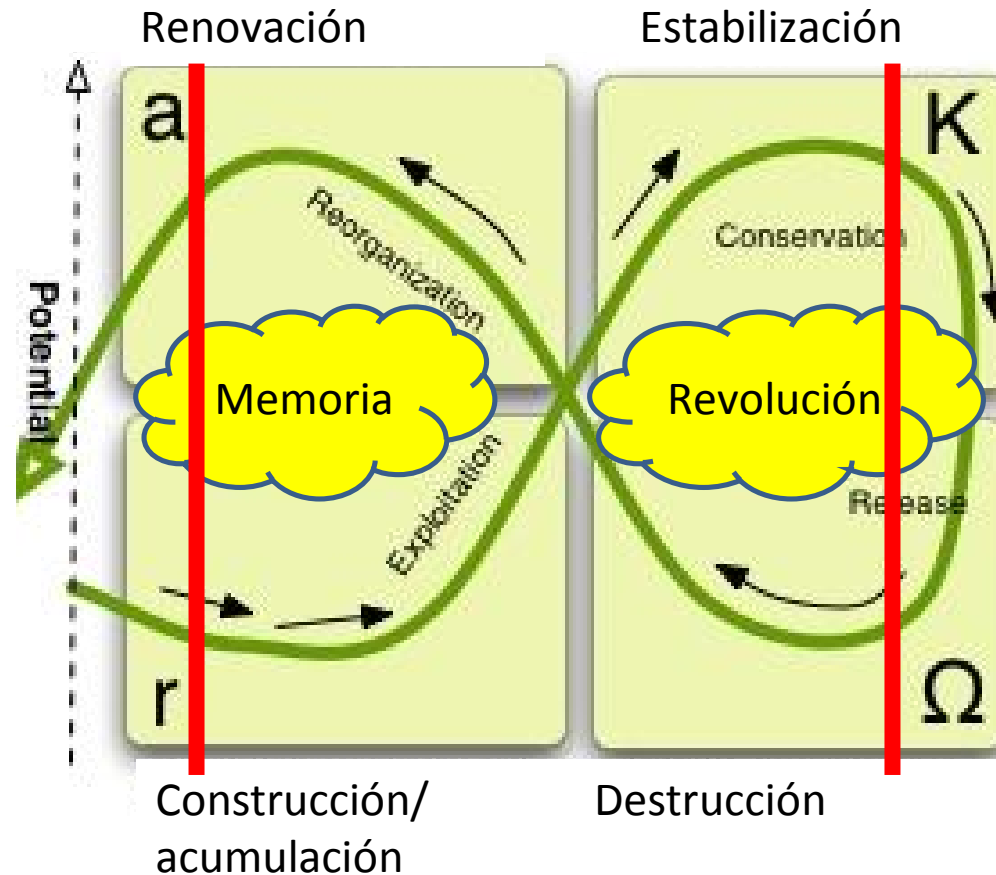 Renovación
Estabilización
a
K
Reorganization
Conservation
Potential
Memoria
Revolución
Exploitation
Release
r
Ω
Construcción/
acumulación
Destrucción